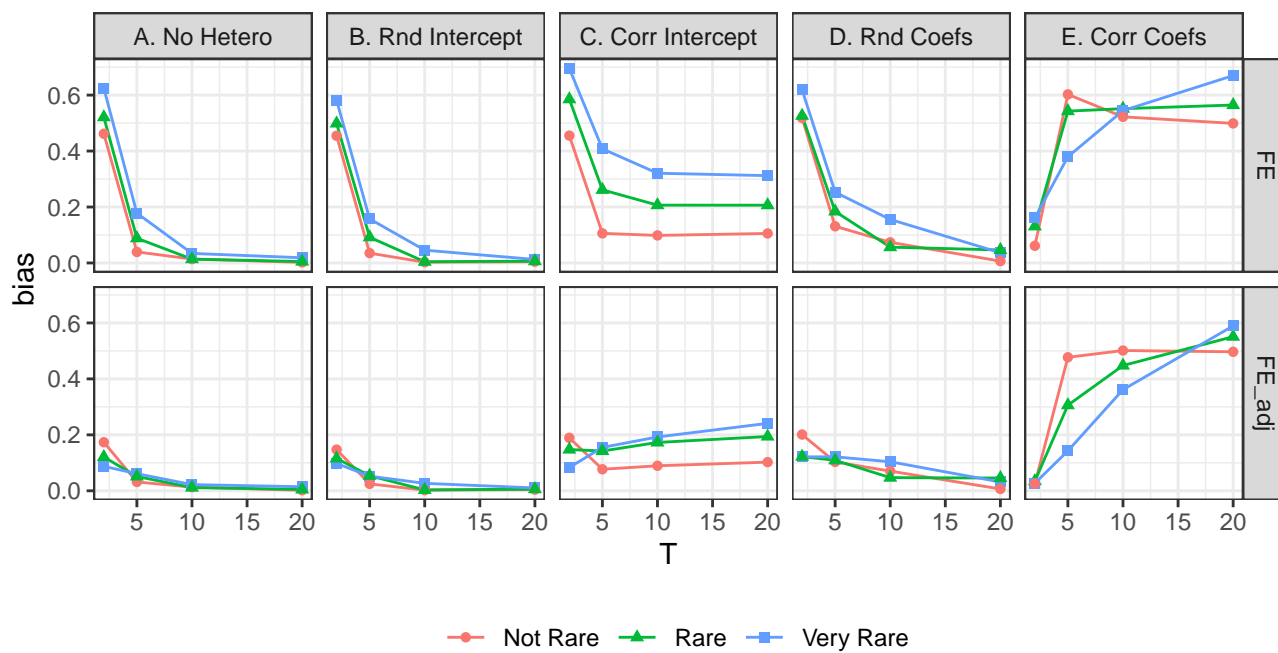 A. No Hetero B. Rnd Intercept C. Corr Intercept D. Rnd Coefs E. Corr Coefs
0.6
0.4
0.2
0.0
FE
bias
0.6
0.4
0.2
0.0
FE_adj
5 10 15 20 5 10 15 20 5 10 15 20 5 10 15 20 5 10 15 20
T
Not Rare Rare Very Rare